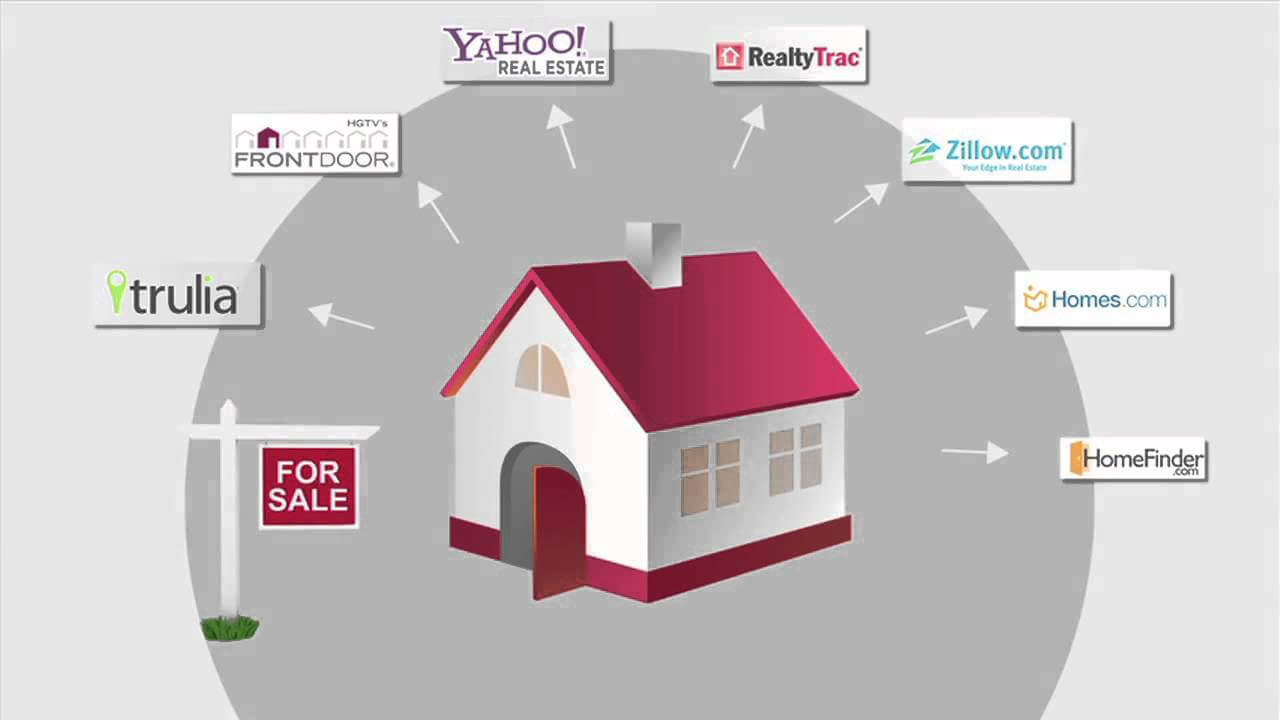 YAHOO!
REAL ESTATE
RealtyTrac
HGTV's
FRONTDOOR®
Zillow.com®
Your Edge in Real Estate
trulia
Homes.com
FOR
SALE
HomeFinder
.com